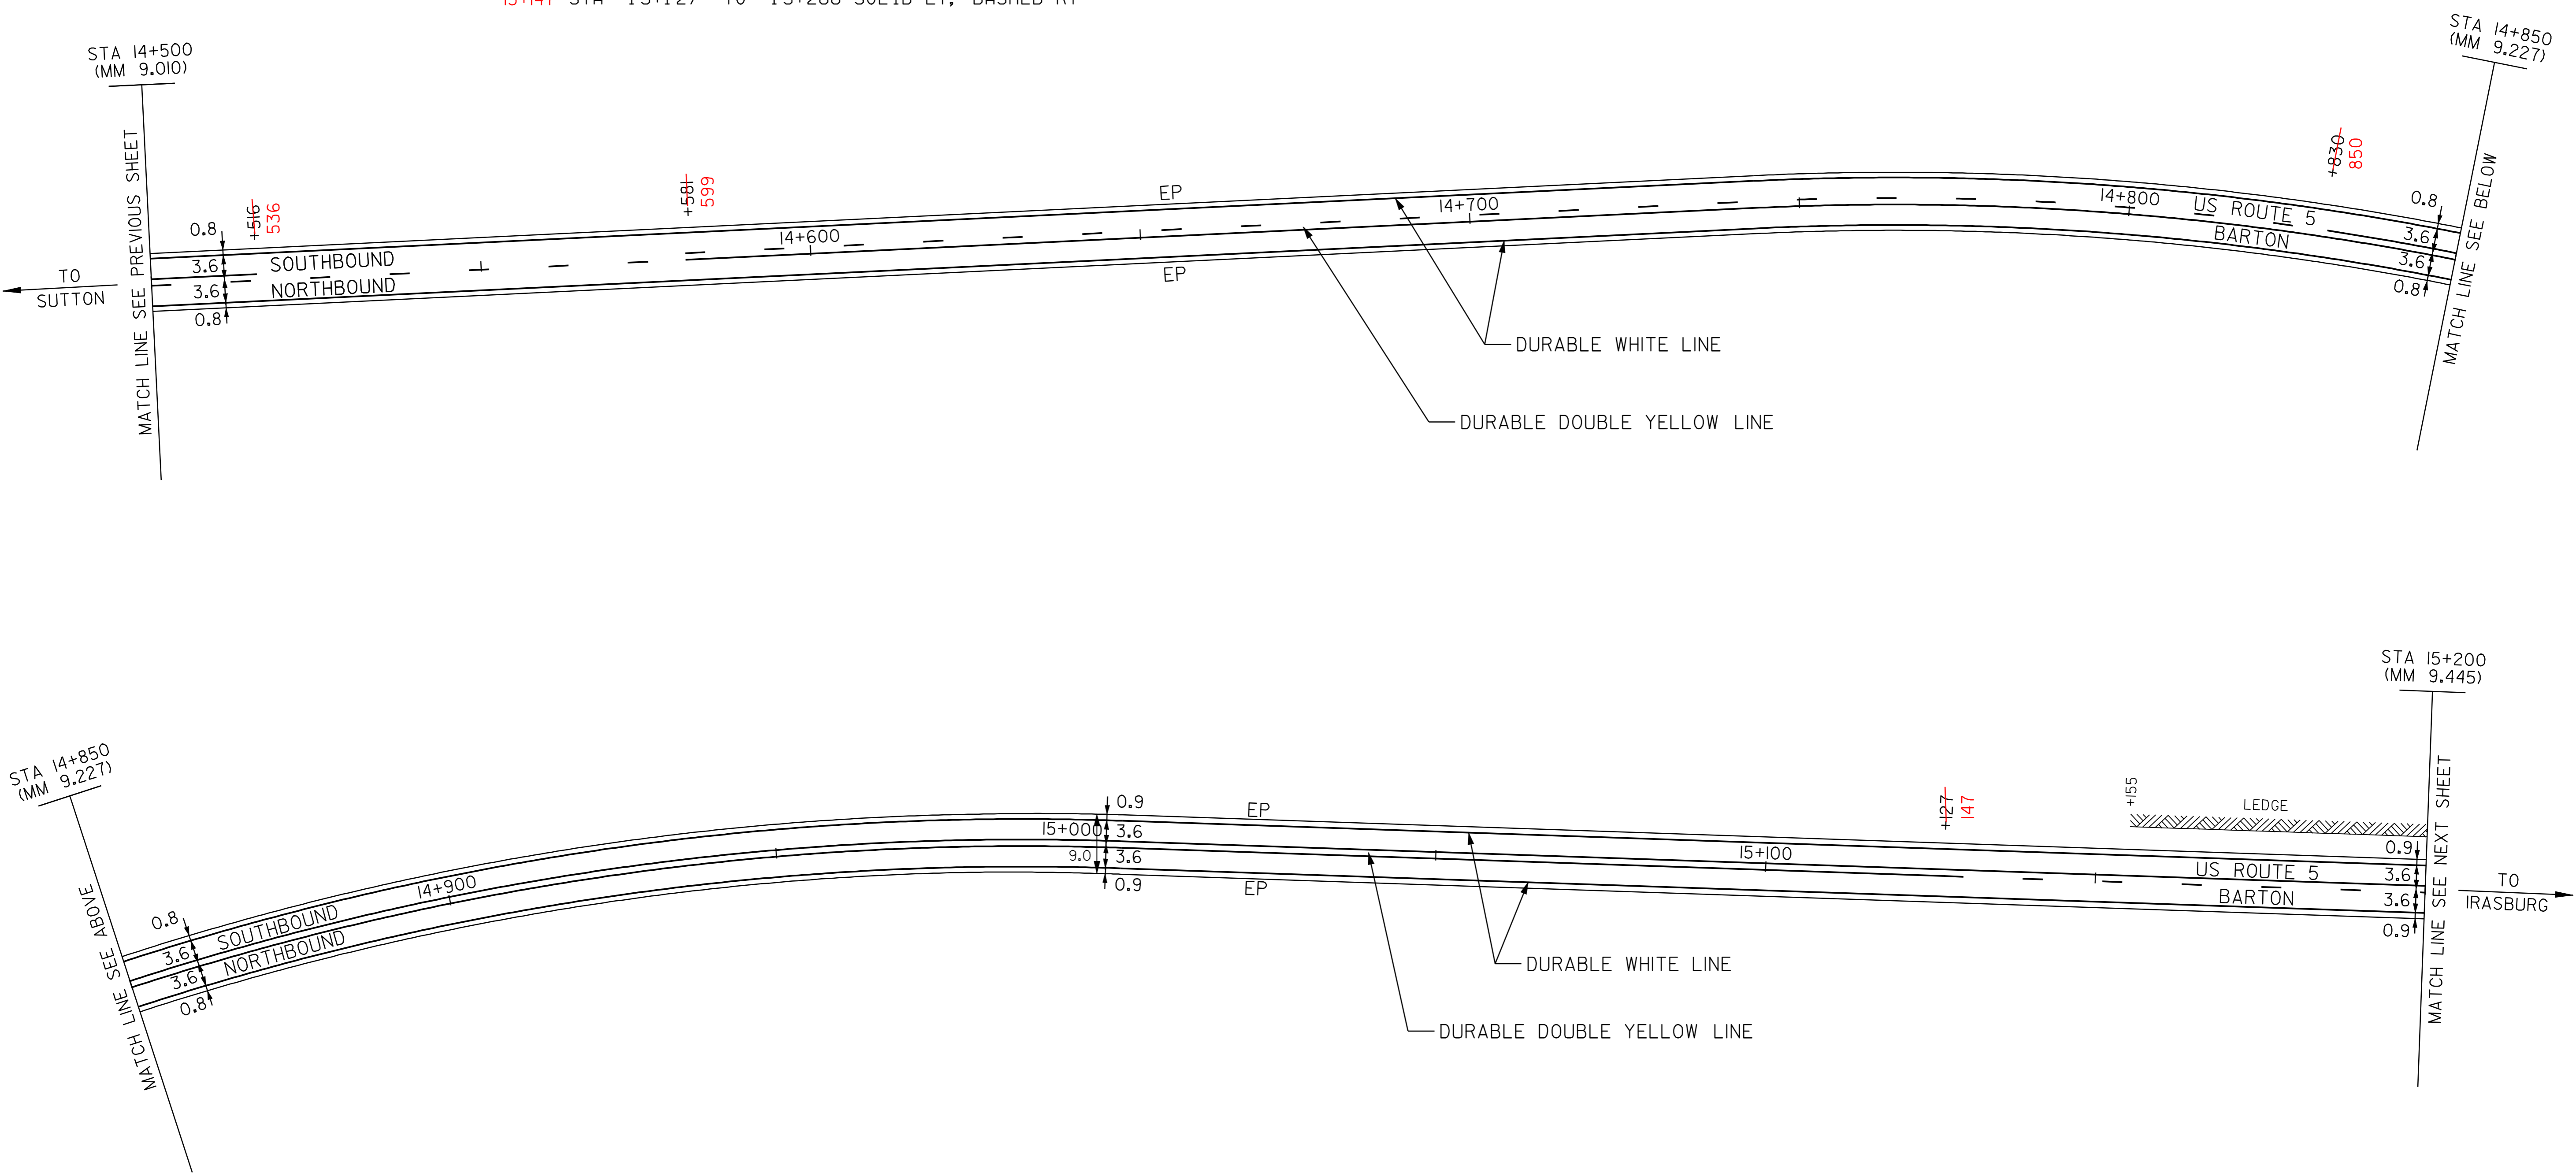 STA 14+500
(MM 9.010)
STA 14+850
(MM 9.227)
MATCH LINE SEE PREVIOUS SHEET
MATCH LINE SEE BELOW
TO
SUTTON
0.8
3.6
3.6
0.8
+516
536
SOUTHBOUND
NORTHBOUND
+581
599
14+600
EP
EP
14+700
14+800
US ROUTE 5
BARTON
+830
850
0.8
3.6
3.6
0.8
DURABLE WHITE LINE
DURABLE DOUBLE YELLOW LINE
STA 14+850
(MM 9.227)
STA 15+200
(MM 9.445)
MATCH LINE SEE ABOVE
MATCH LINE SEE NEXT SHEET
0.8
3.6
3.6
0.8
SOUTHBOUND
NORTHBOUND
14+900
15+000
9.0
0.9
3.6
3.6
0.9
EP
EP
15+100
+127
147
+155
LEDGE
US ROUTE 5
BARTON
0.9
3.6
3.6
0.9
TO
IRASBURG
DURABLE WHITE LINE
DURABLE DOUBLE YELLOW LINE